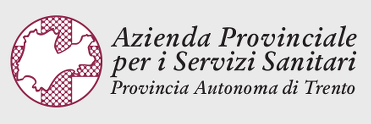 Azienda Provinciale
per i Servizi Sanitari
Provincia Autonoma di Trento